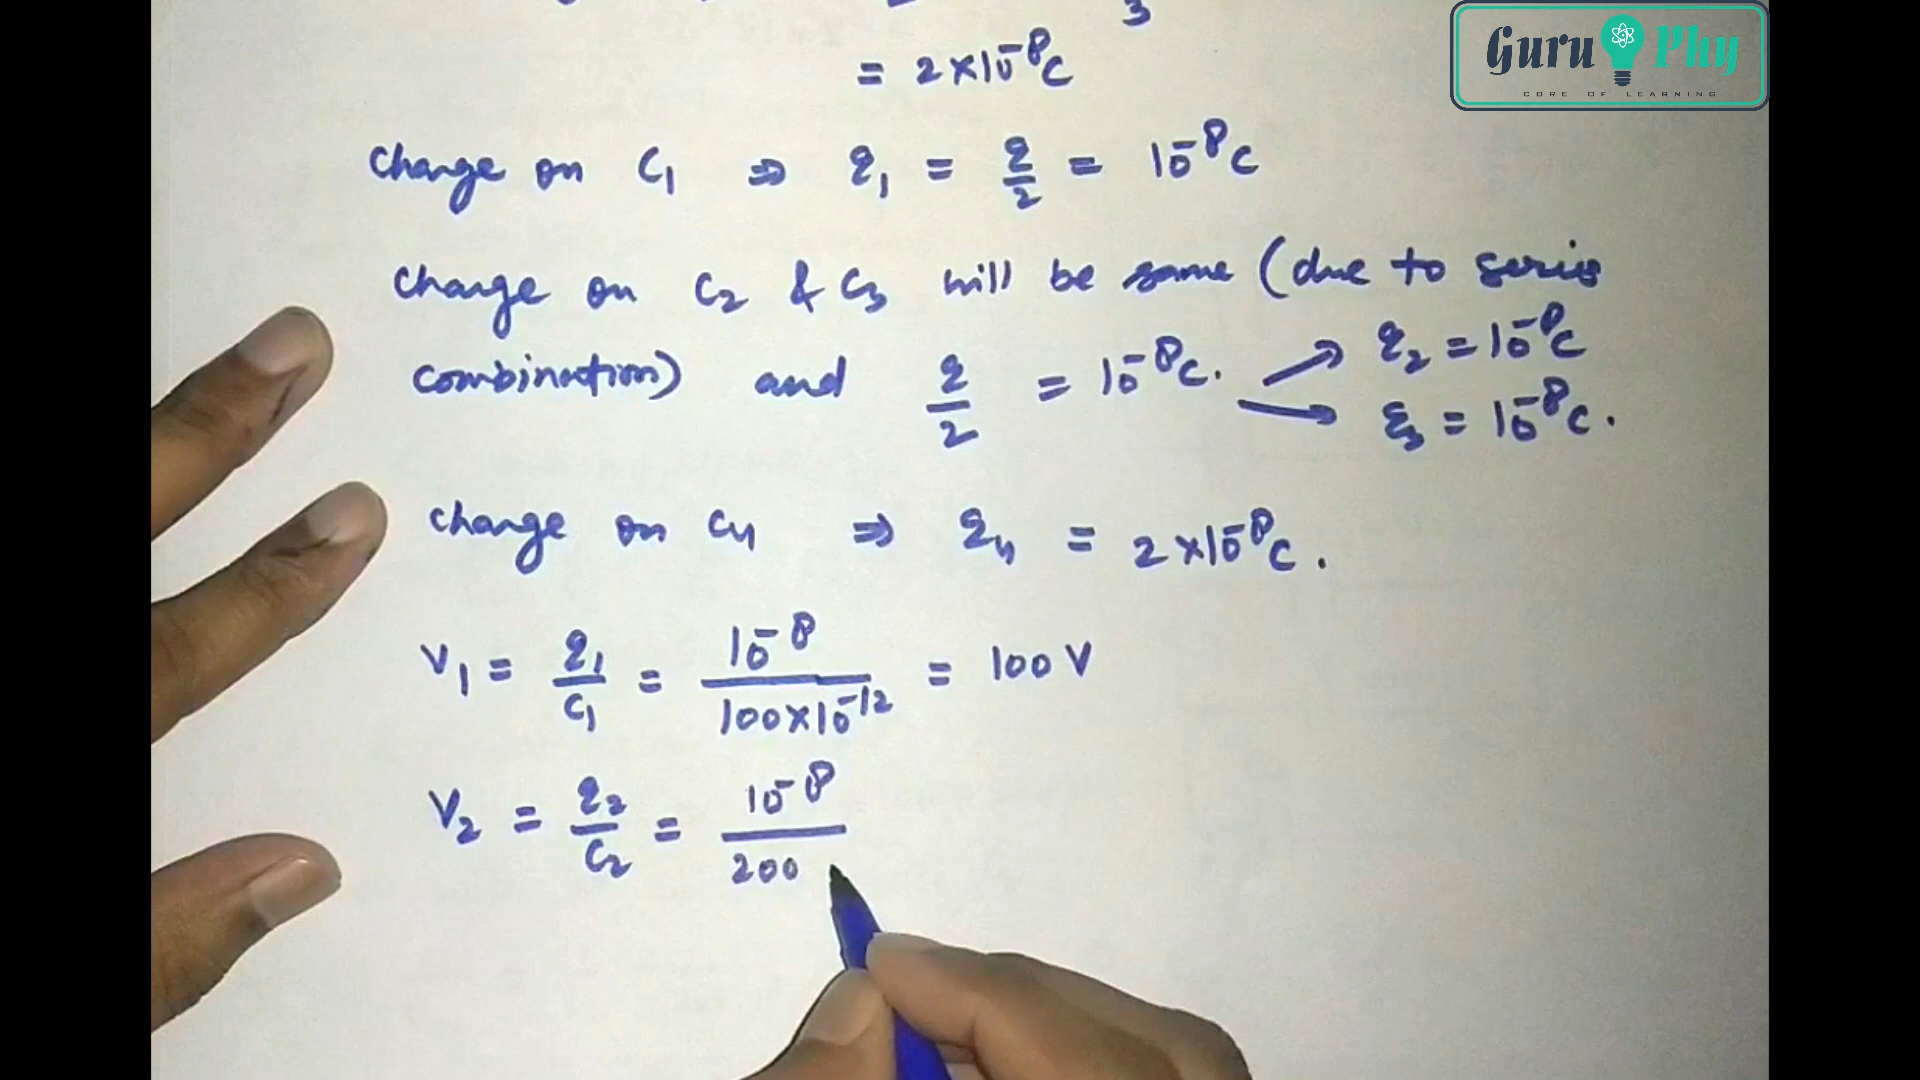 3
= 2×10⁻⁸C
Guru Phy
CORE OF LEARNING
Charge on C₁ ⇒ q₁ = q/2 = 10⁻⁸C
Charge on C₂ & C₃ will be same (due to series
combination) and q/2 = 10⁻⁸C. → q₂ = 10⁻⁸C
→ q₃ = 10⁻⁸C.
Charge on C₄ ⇒ q₄ = 2×10⁻⁸C.
V₁ = q₁/C₁ = 10⁻⁸/100×10⁻¹² = 100 V
V₂ = q₂/C₂ = 10⁻⁸/200